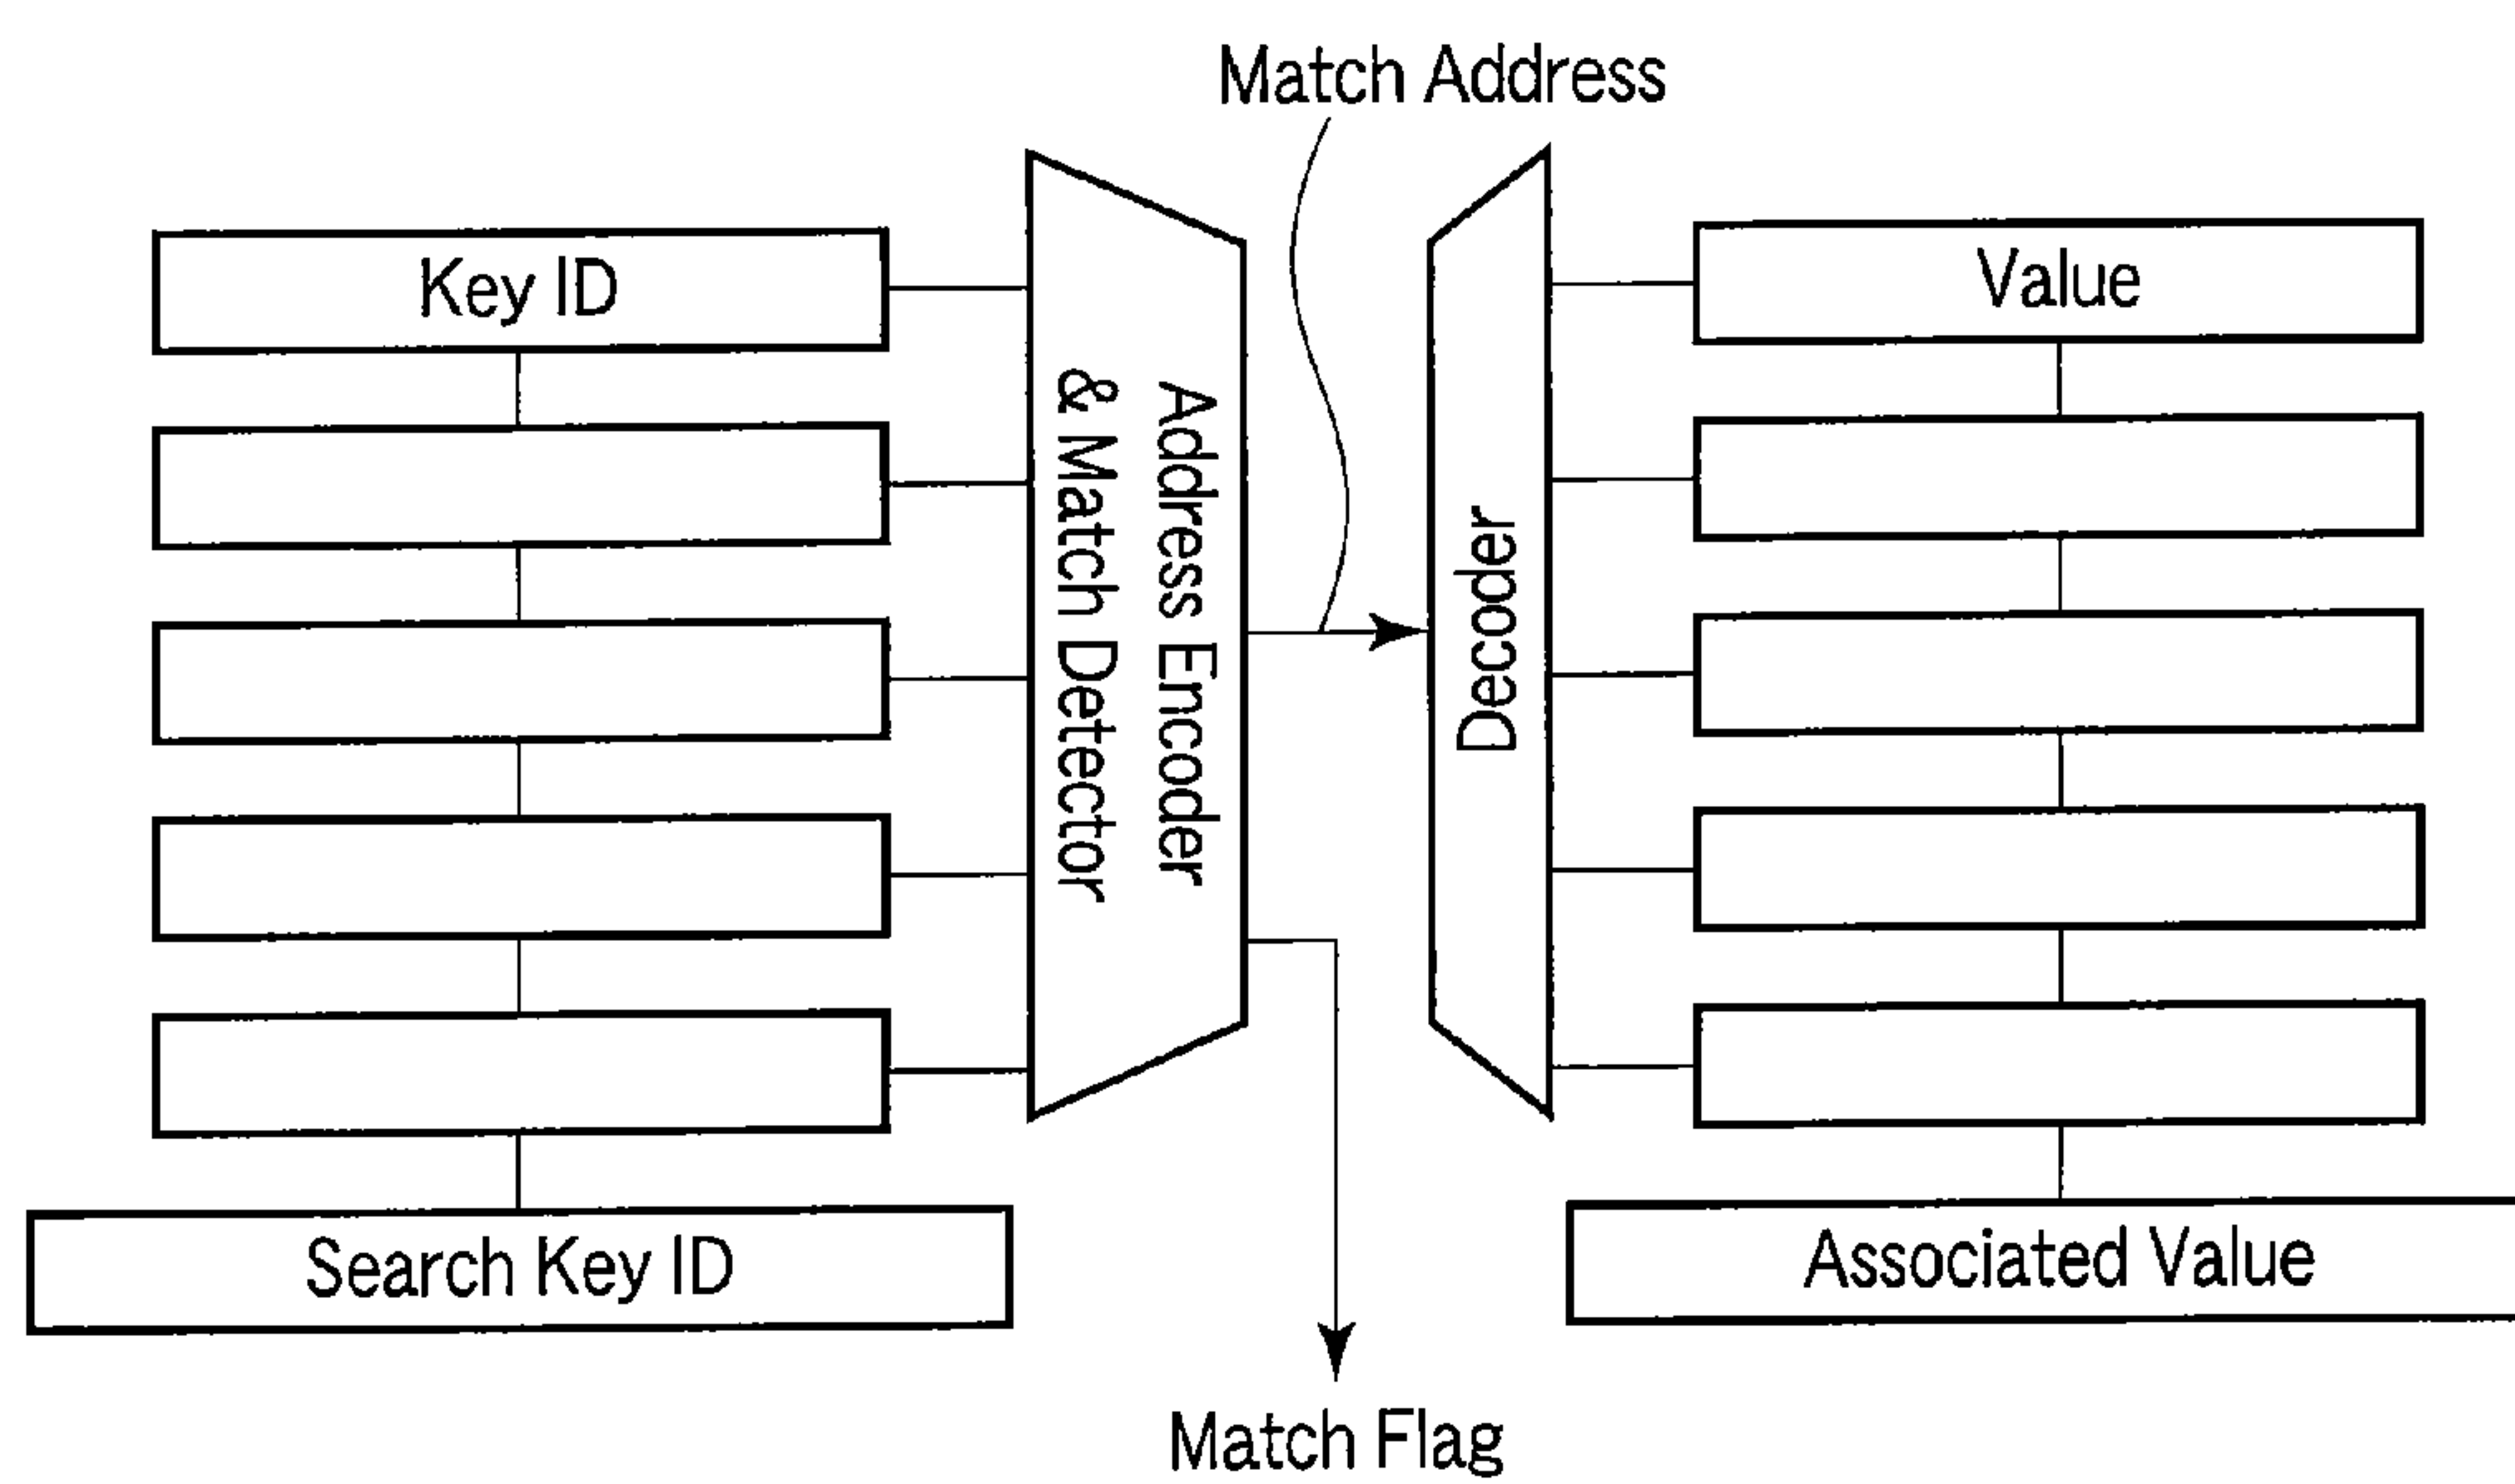 Match Address
Key ID
Value
Address Encoder
& Match Detector
Decoder
Search Key ID
Associated Value
Match Flag